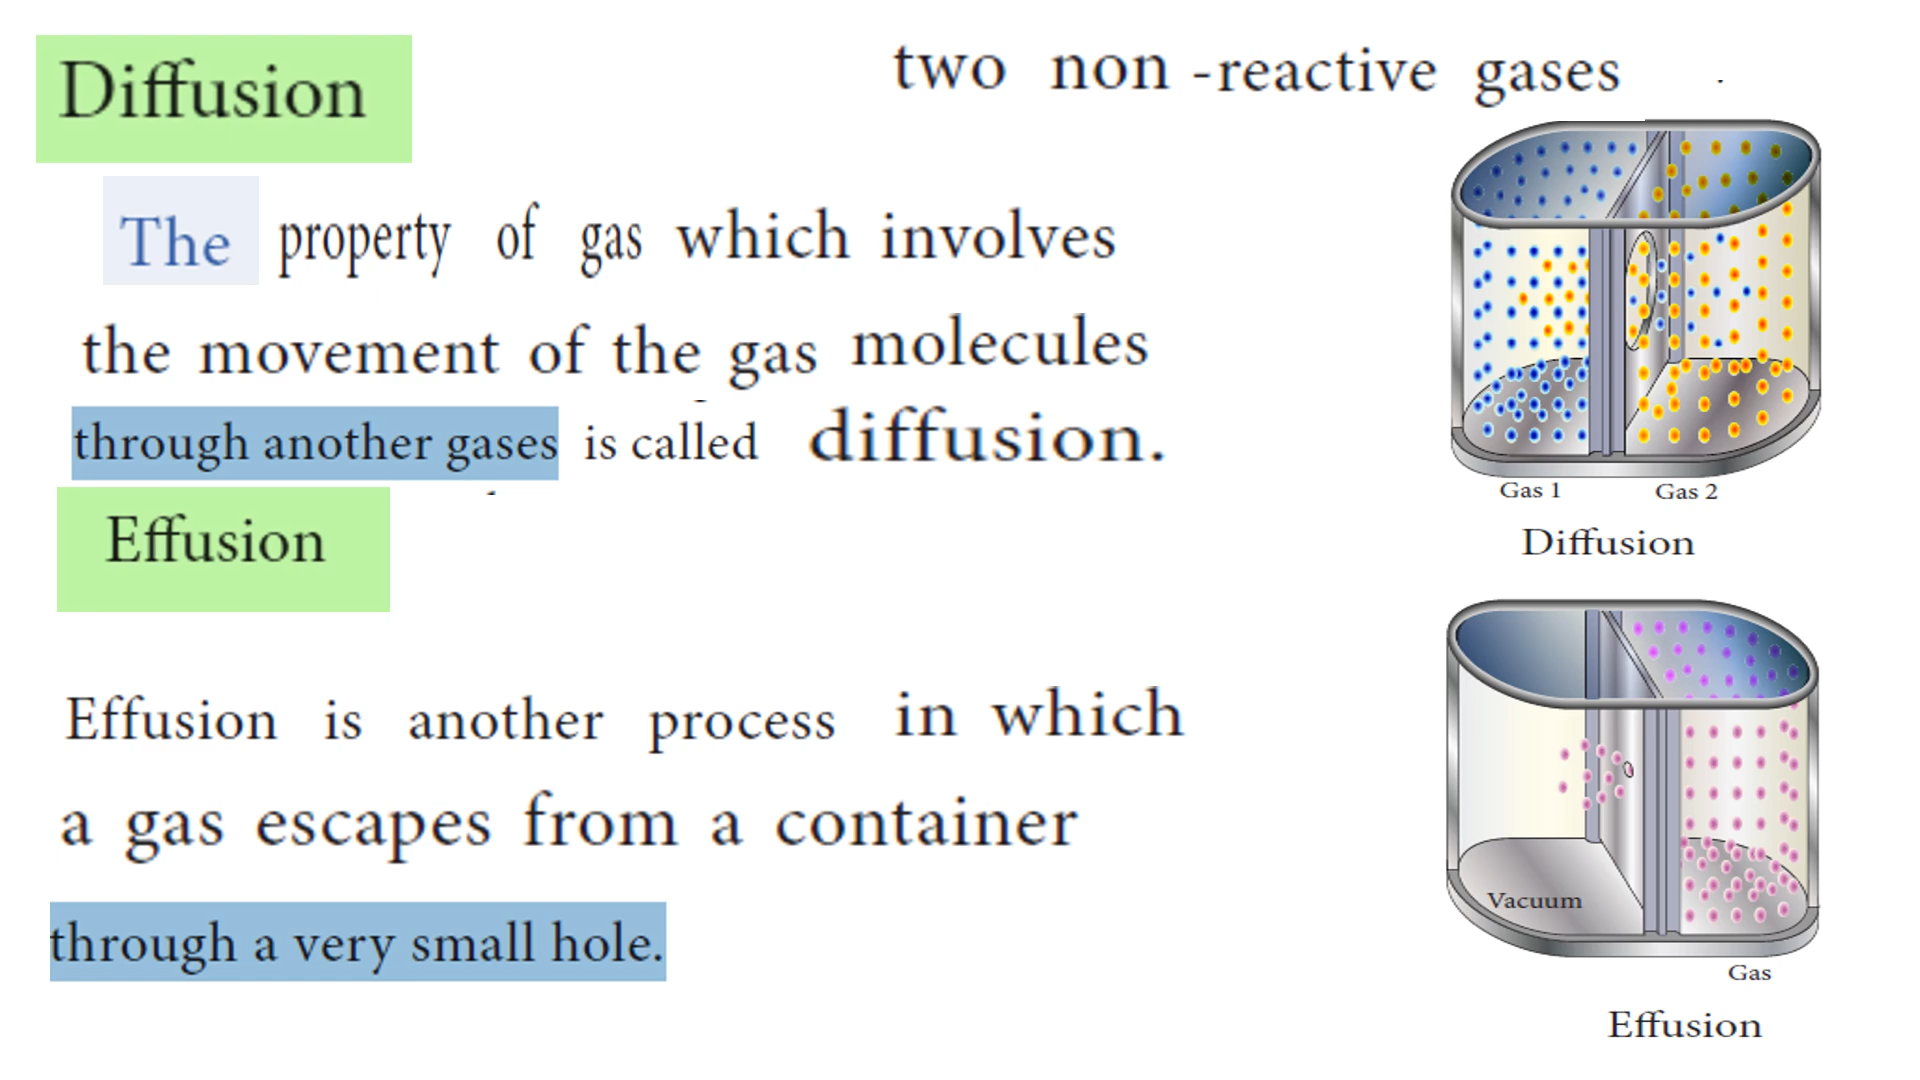 Diffusion
two non -reactive gases
The property of gas which involves
the movement of the gas molecules
through another gases is called diffusion.
Gas 1 Gas 2
Diffusion
Effusion
Effusion is another process in which
a gas escapes from a container
through a very small hole.
Vacuum
Gas
Effusion